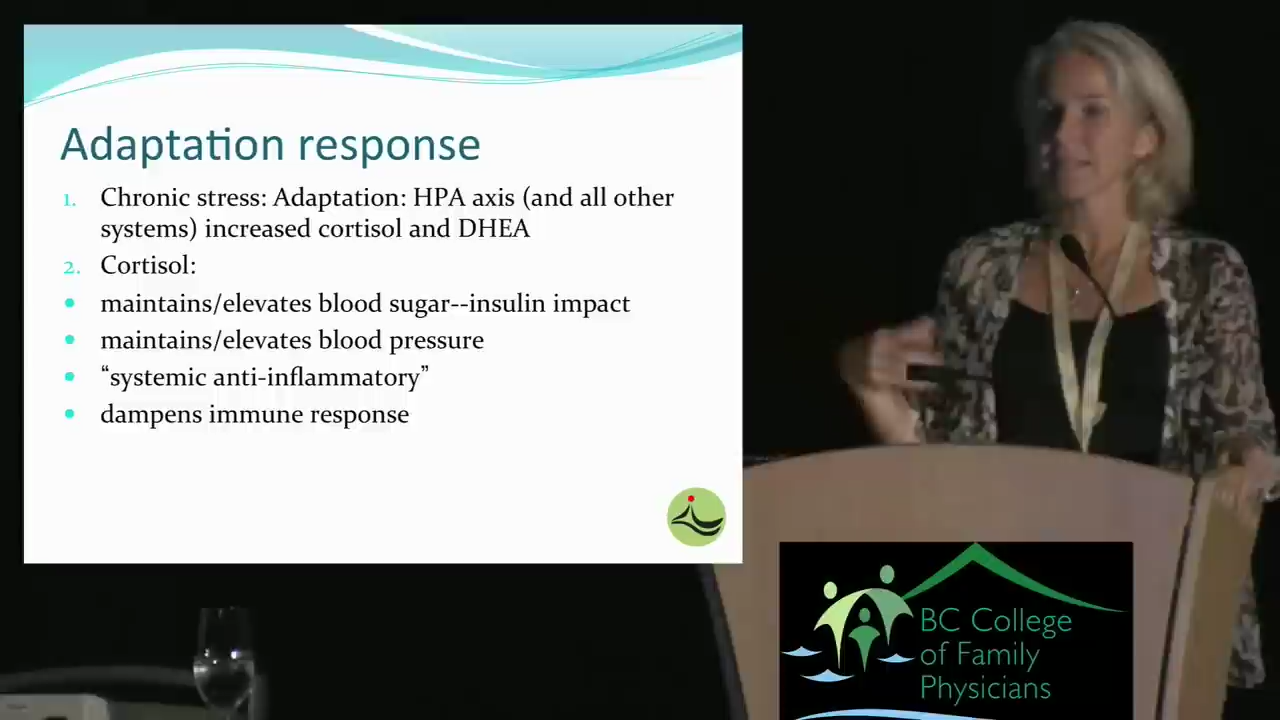 Adaptation response
1. Chronic stress: Adaptation: HPA axis (and all other
systems) increased cortisol and DHEA
2. Cortisol:
• maintains/elevates blood sugar--insulin impact
• maintains/elevates blood pressure
• “systemic anti-inflammatory”
• dampens immune response
BC College
of Family
Physicians